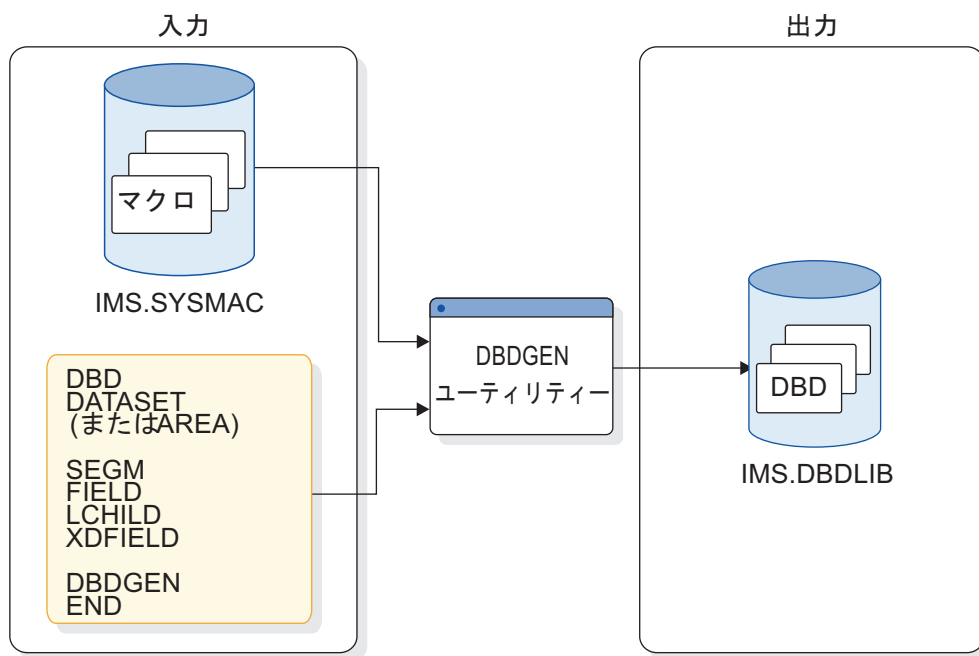 入力
出力
マクロ
IMS.SYSMAC
DBD
DATASET
(またはAREA)
SEGM
FIELD
LCHILD
XDFIELD
DBDGEN
END
DBDGEN
ユーティリティー
DBD
IMS.DBDLIB